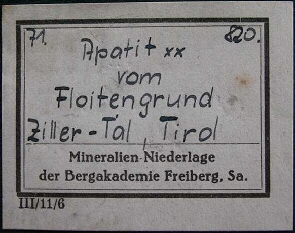 71. 820.
Apatit xx
vom
Floitengrund
Ziller-Tal, Tirol
Mineralien-Niederlage
der Bergakademie Freiberg, Sa.
III/11/6